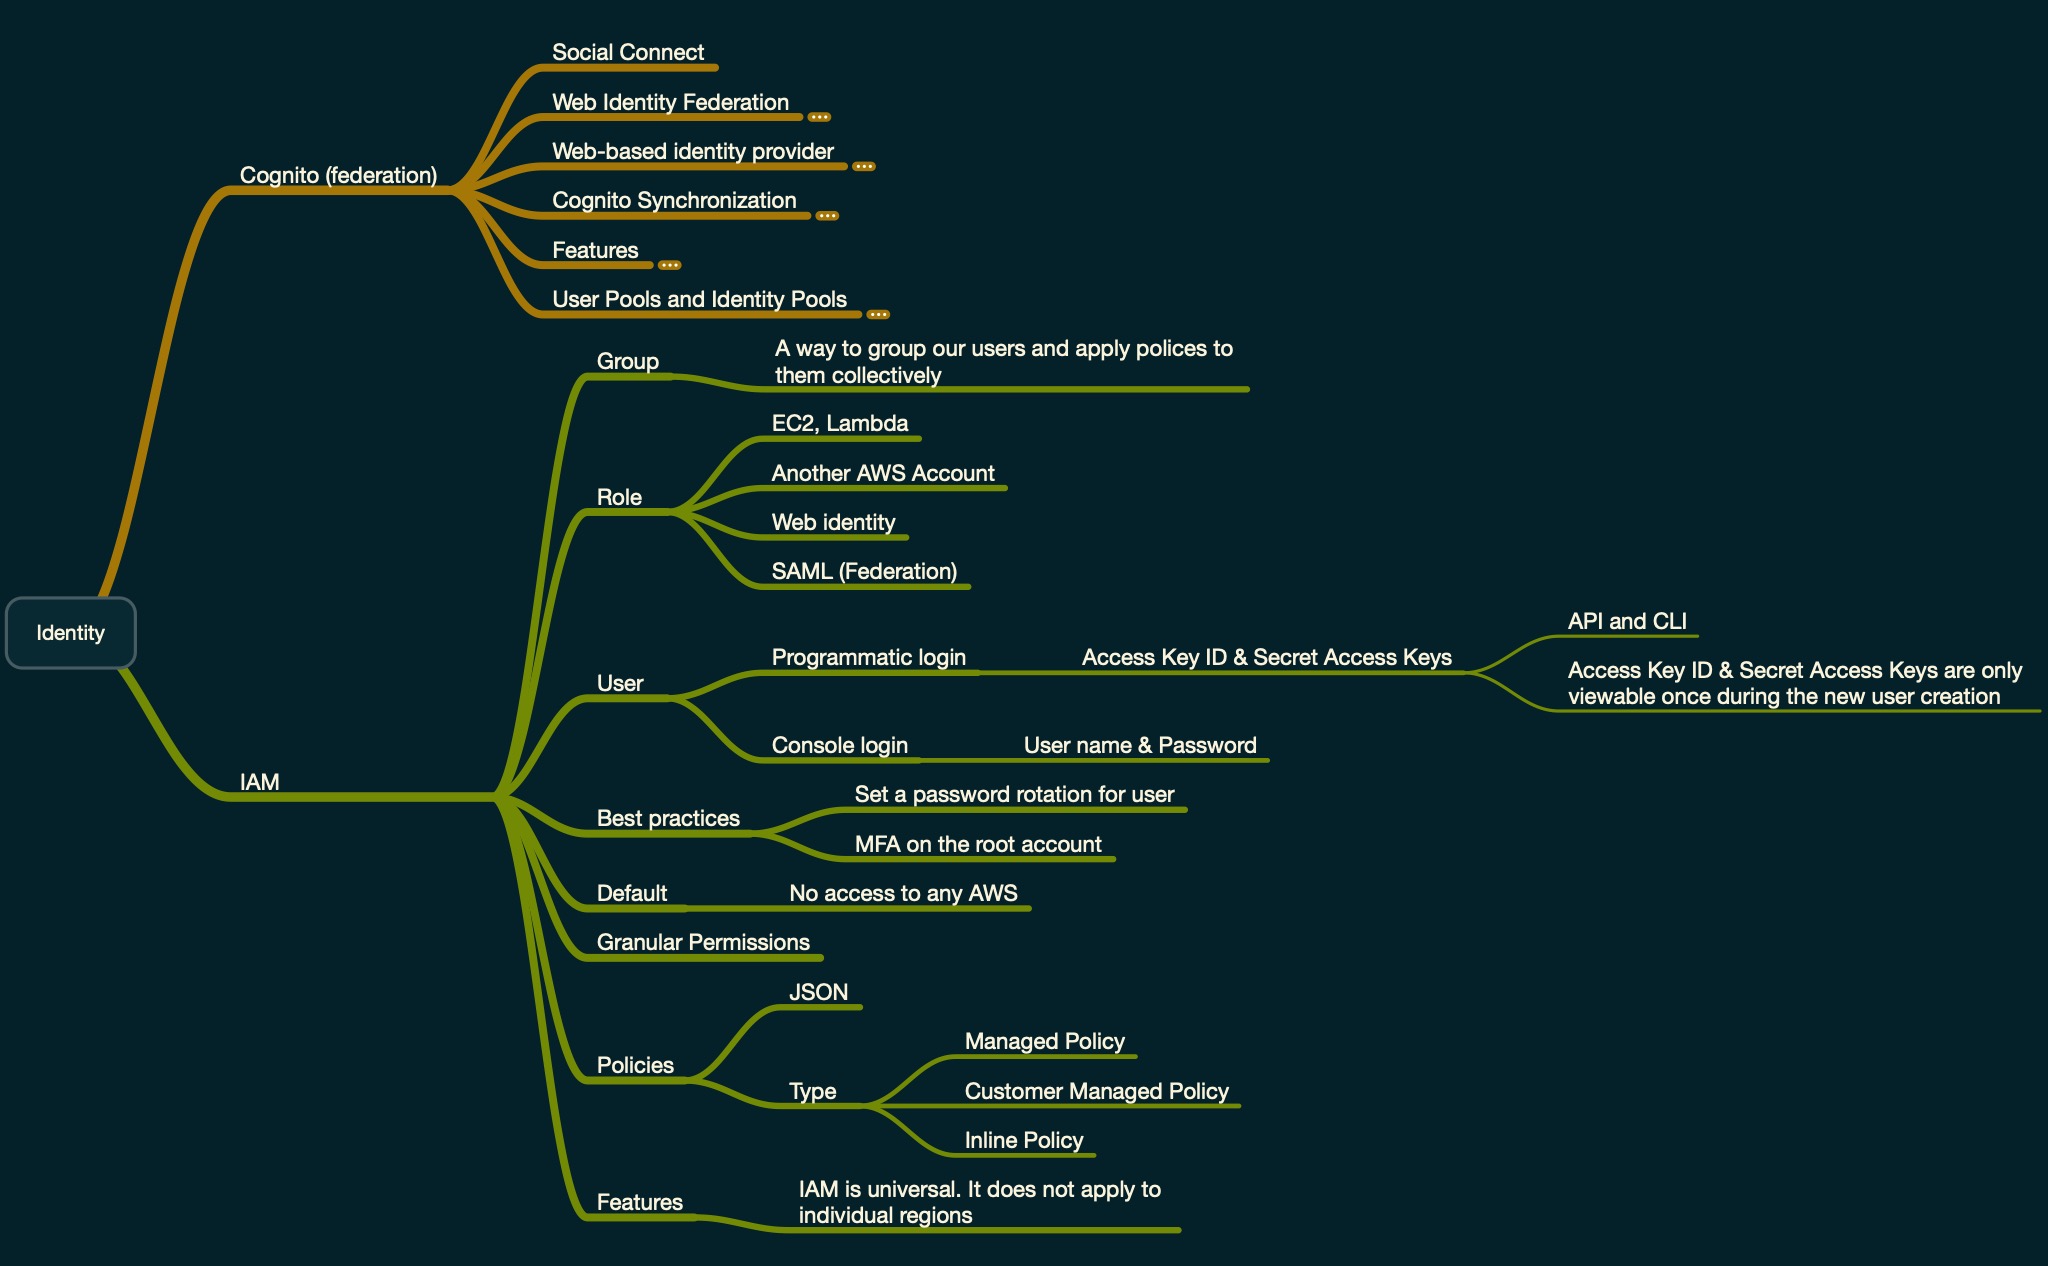 Social Connect
Web Identity Federation
Web-based identity provider
Cognito (federation)
Cognito Synchronization
Features
User Pools and Identity Pools
Group
A way to group our users and apply polices to
them collectively
Role
EC2, Lambda
Another AWS Account
Web identity
SAML (Federation)
Identity
User
Programmatic login
Access Key ID & Secret Access Keys
API and CLI
Access Key ID & Secret Access Keys are only
viewable once during the new user creation
Console login
User name & Password
IAM
Best practices
Set a password rotation for user
MFA on the root account
Default
No access to any AWS
Granular Permissions
Policies
JSON
Type
Managed Policy
Customer Managed Policy
Inline Policy
Features
IAM is universal. It does not apply to
individual regions